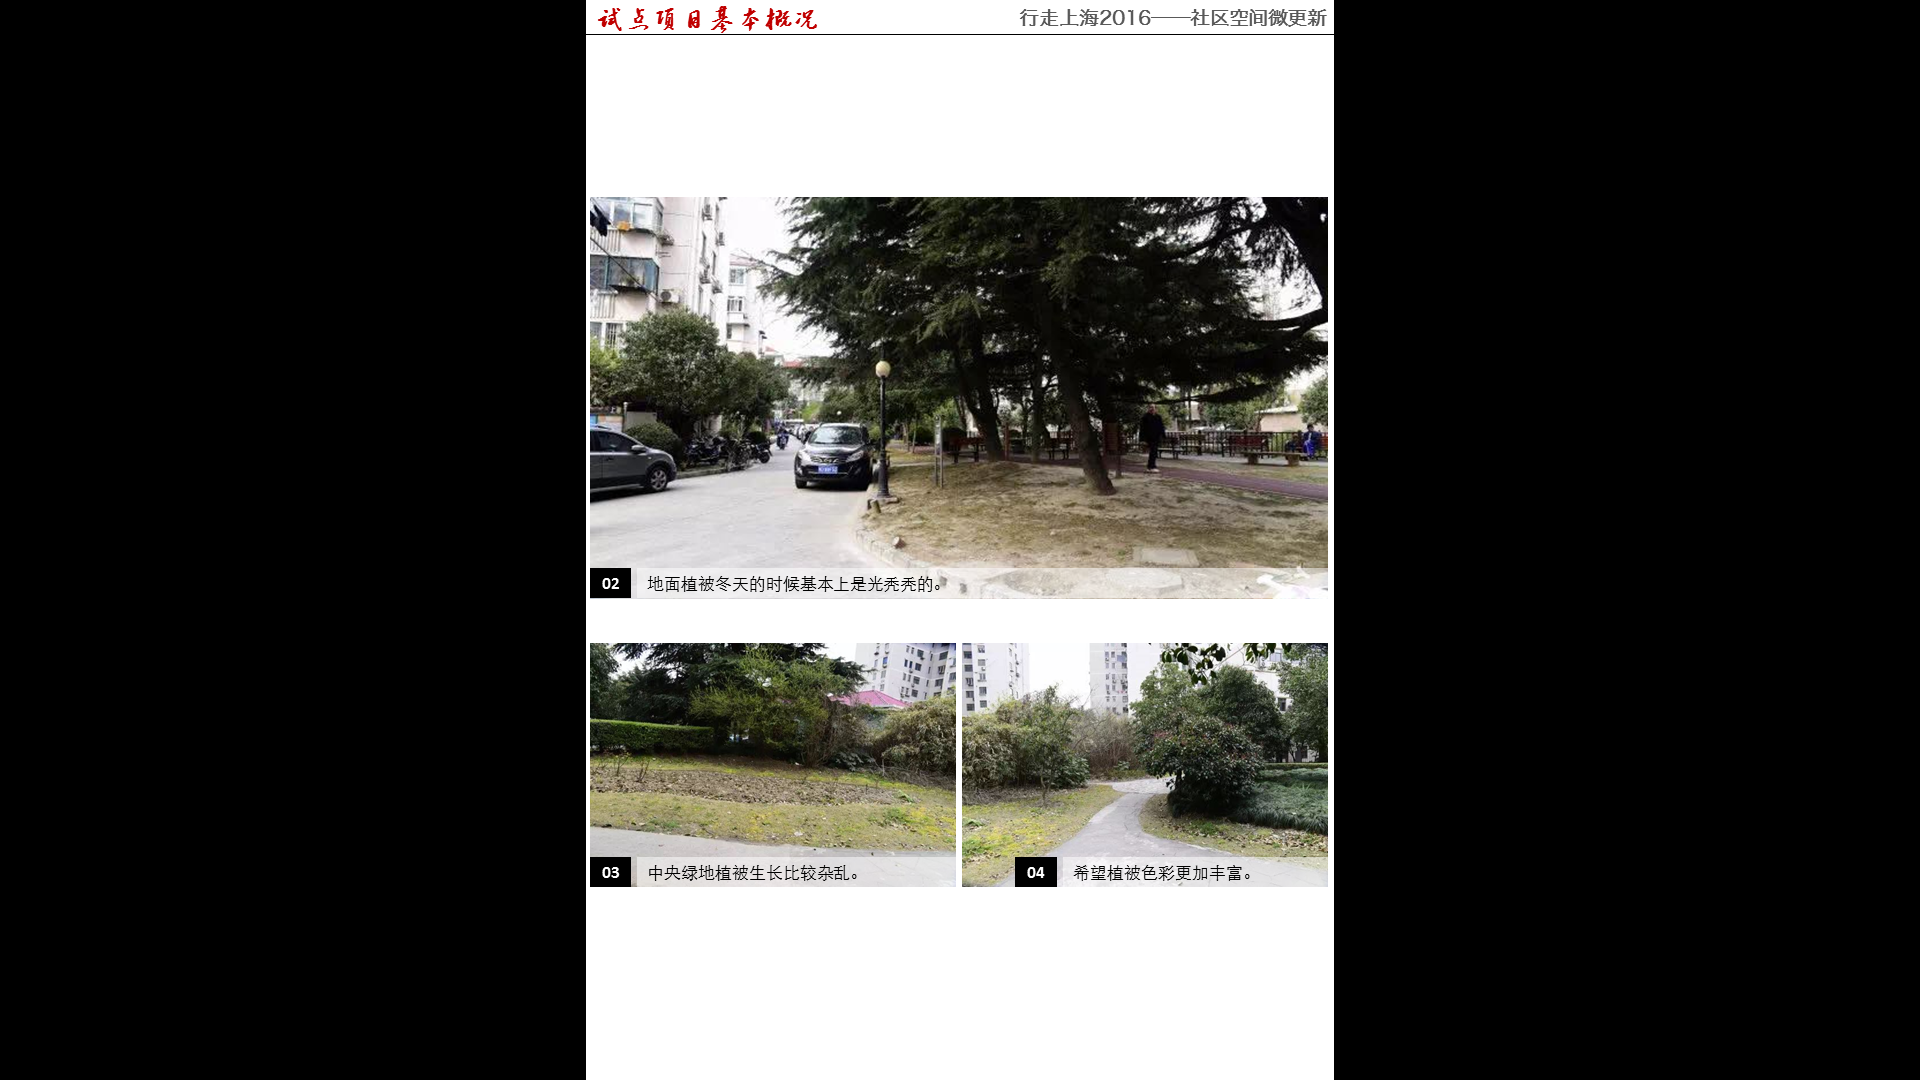 试点项目基本概况
行走上海2016——社区空间微更新
02 地面植被冬天的时候基本上是光秃秃的。
03 中央绿地植被生长比较杂乱。
04 希望植被色彩更加丰富。